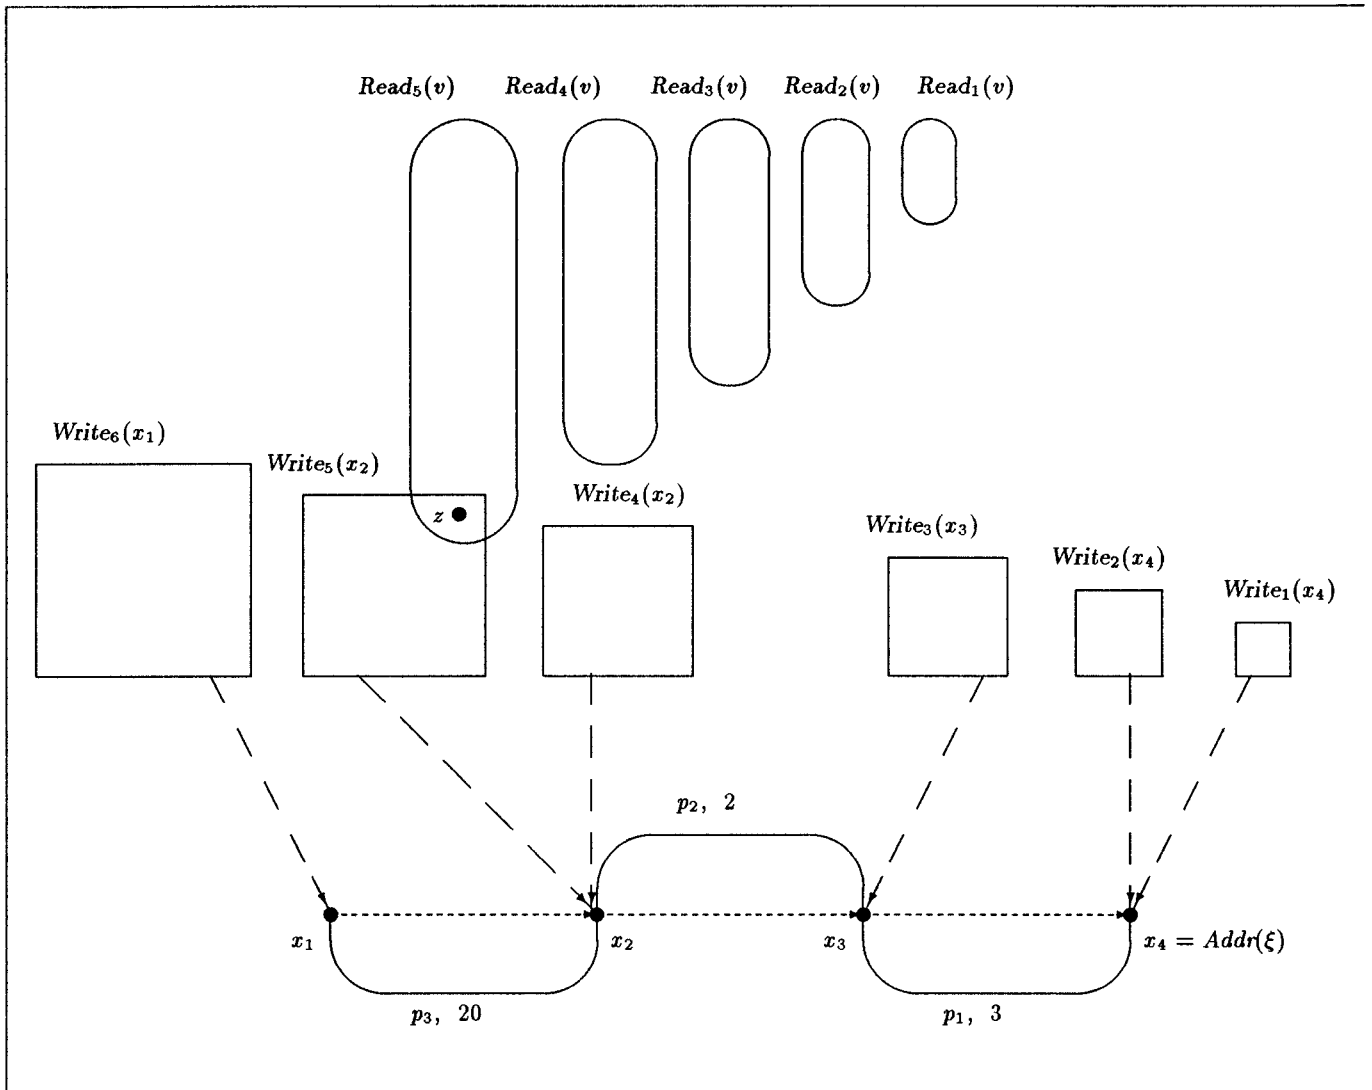 Read₅(v) Read₄(v) Read₃(v) Read₂(v) Read₁(v)
Write₆(x₁)
Write₅(x₂)
z
Write₄(x₂)
Write₃(x₃)
Write₂(x₄)
Write₁(x₄)
p₂, 2
x₁ x₂ x₃ x₄ = Addr(ξ)
p₃, 20 p₁, 3